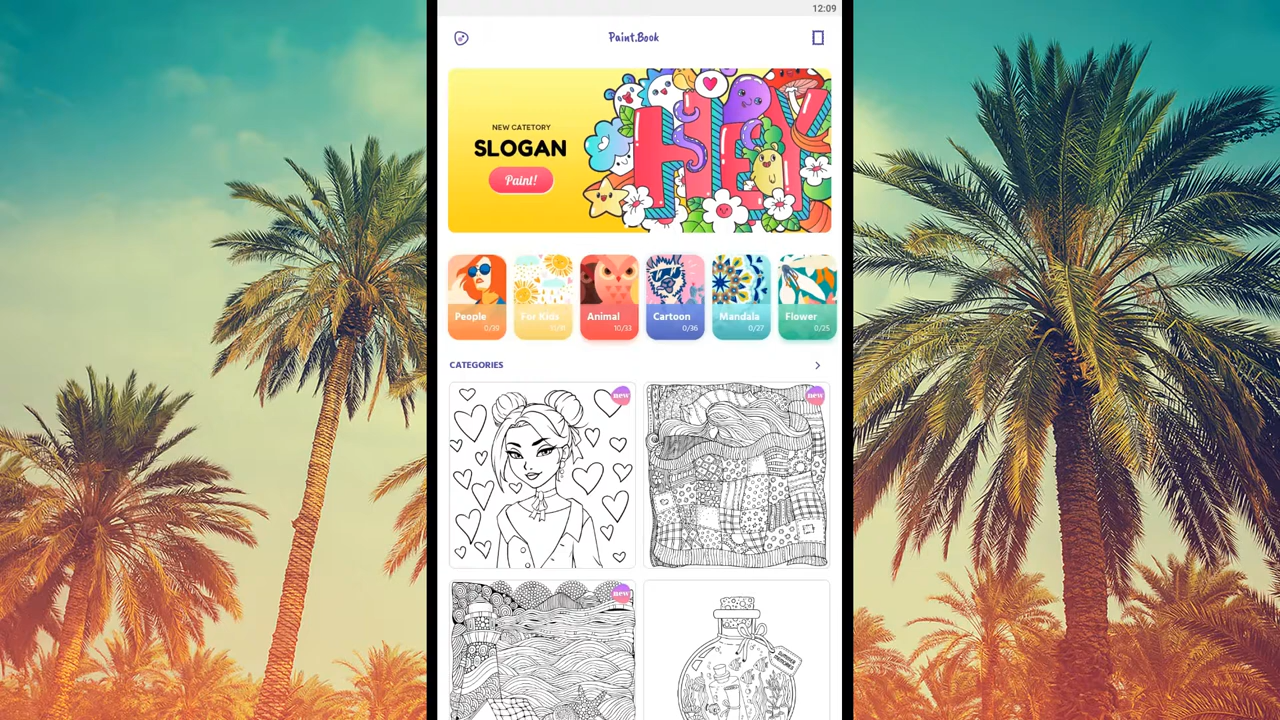 12:09
Paint.Book
NEW CATETORY
SLOGAN
Paint!
HEY
People
0/39
For Kids
Animal
10/33
Cartoon
0/36
Mandala
0/27
Flower
0/25
CATEGORIES
new
new
new